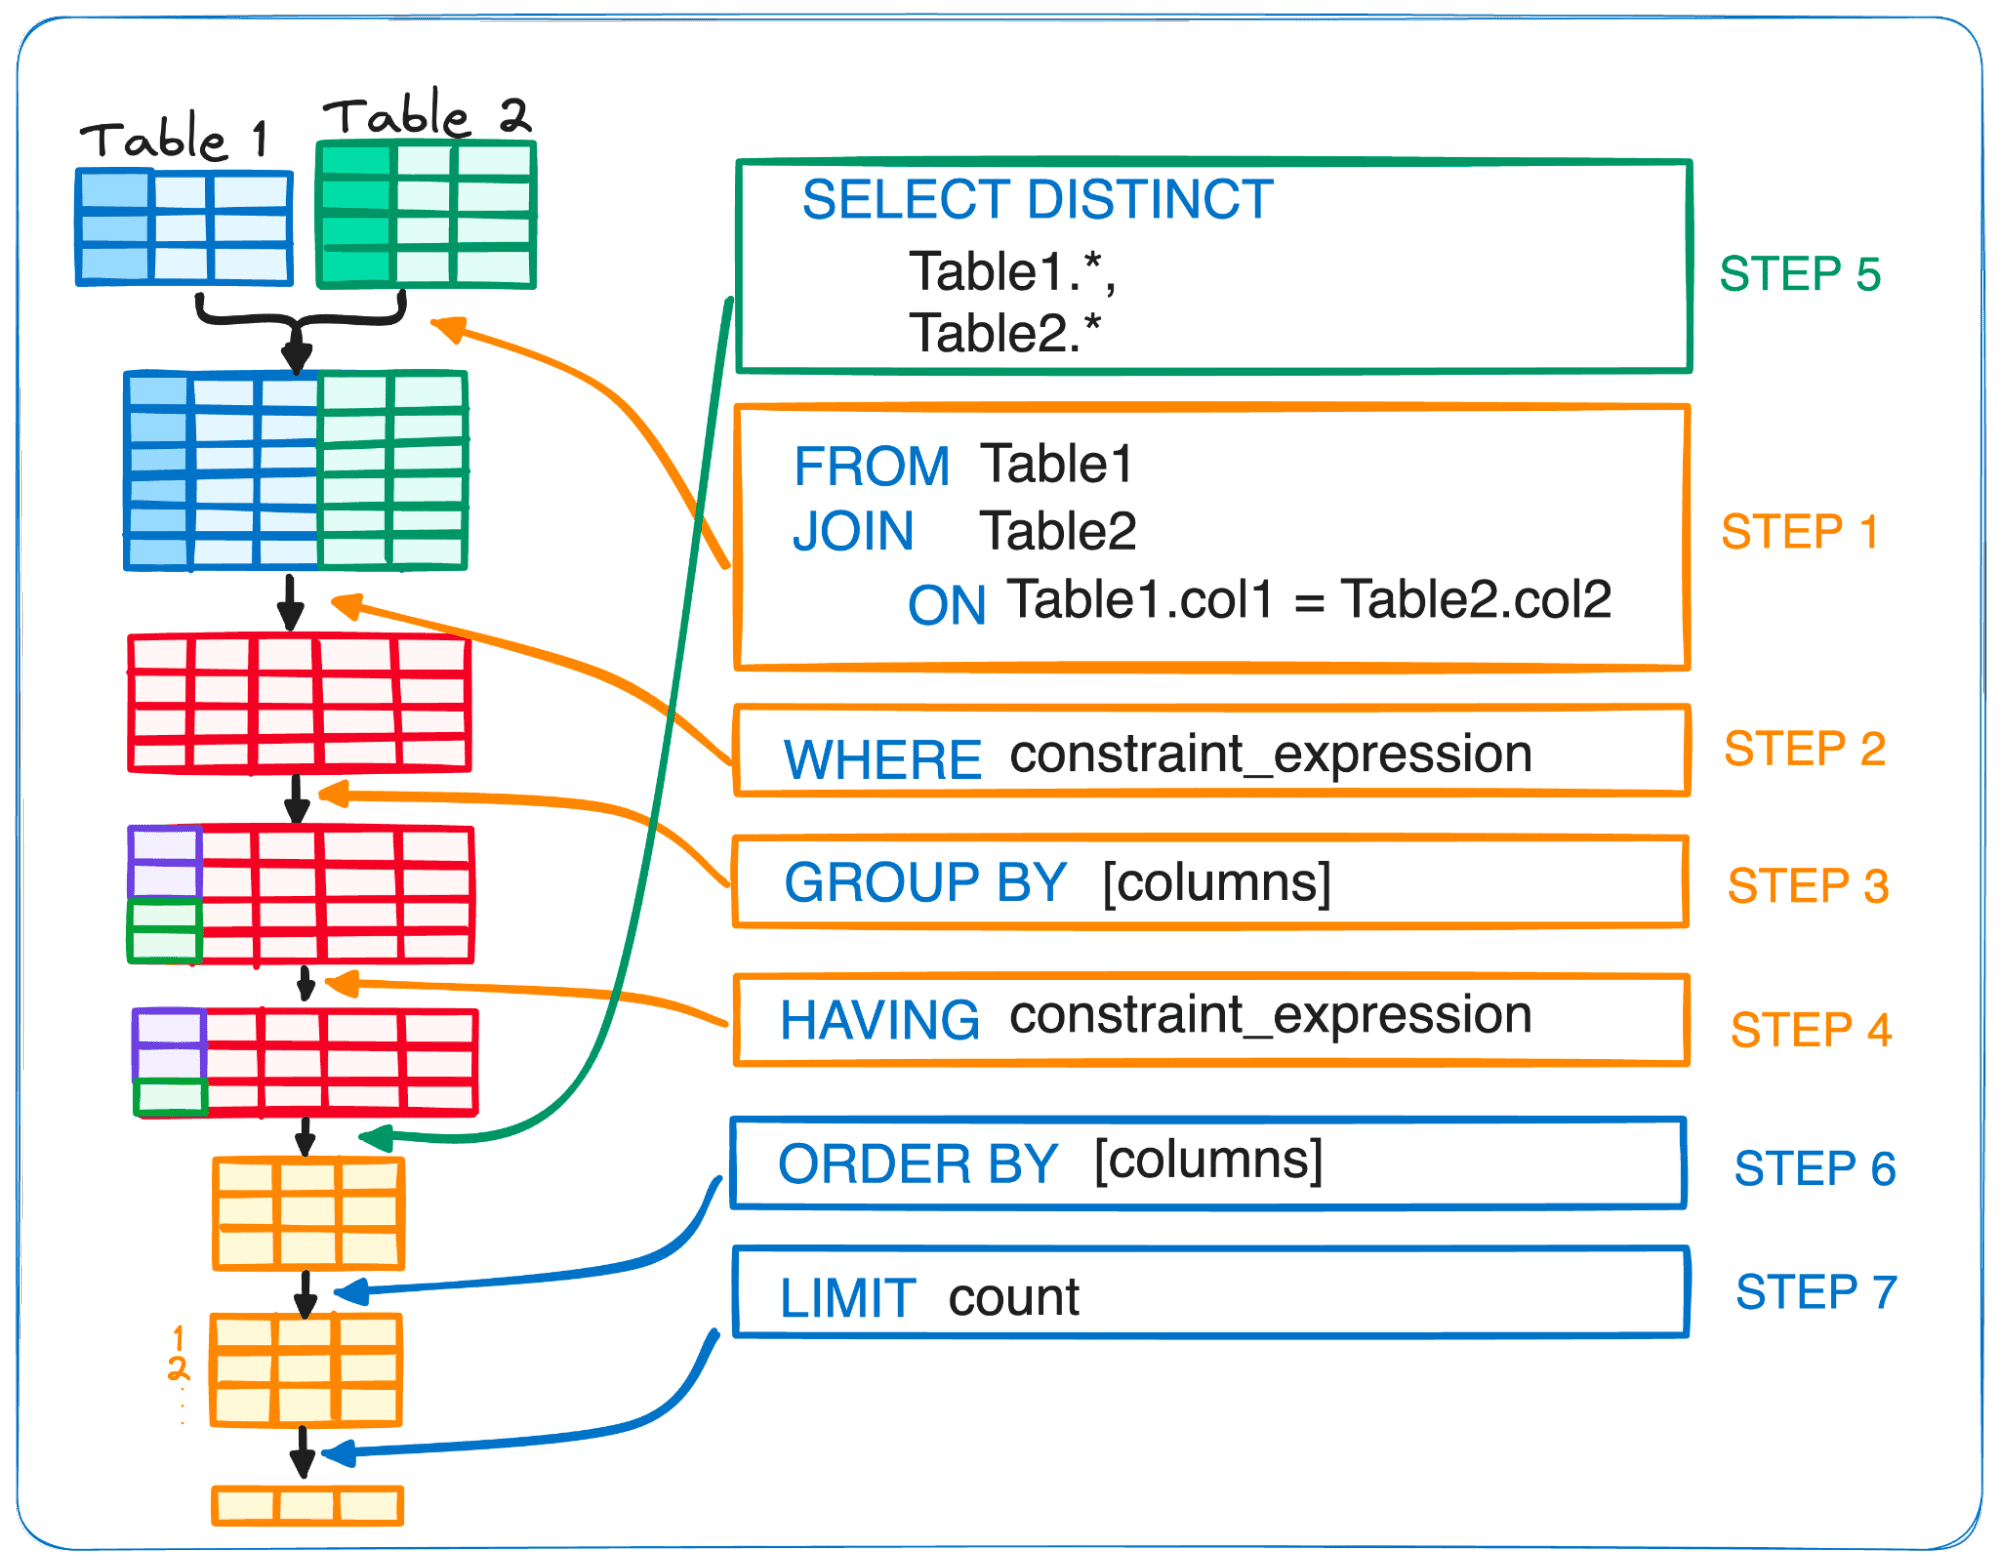 Table 1
Table 2
SELECT DISTINCT
Table1.*,
Table2.*
STEP 5
FROM Table1
JOIN Table2
ON Table1.col1 = Table2.col2
STEP 1
WHERE constraint_expression
STEP 2
GROUP BY [columns]
STEP 3
HAVING constraint_expression
STEP 4
ORDER BY [columns]
STEP 6
LIMIT count
STEP 7
1
2